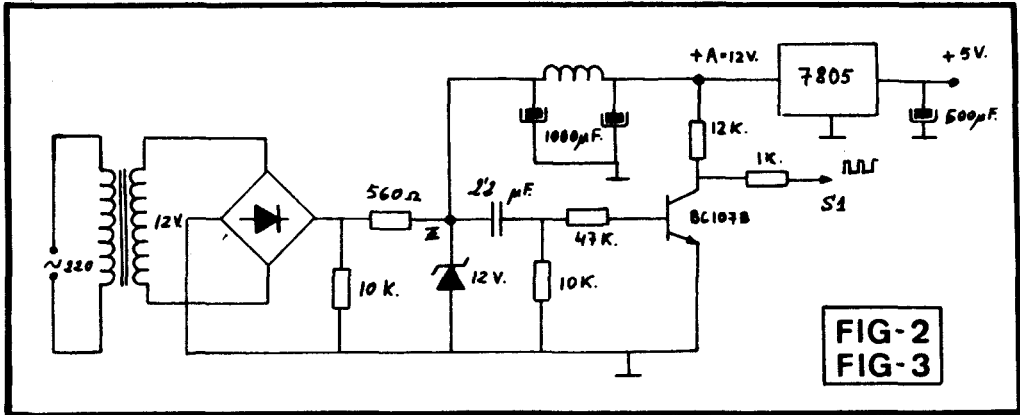 +A=12V.
7805
+5V.
1000µF.
500µF.
12K.
1K.
S1
BC107B
560Ω
2'2 µF.
47K.
12V.
~220
10K.
12V.
10K.
FIG-2
FIG-3